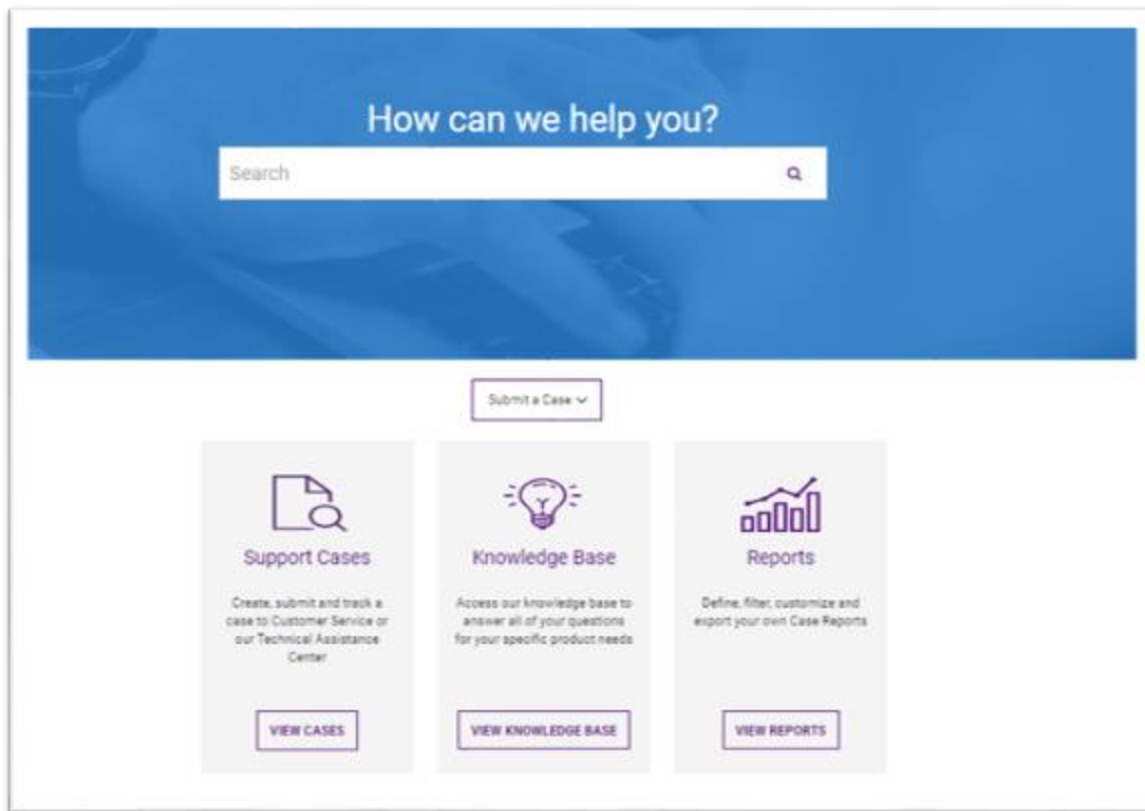 How can we help you?
Search
Submit a Case
Support Cases
Create, submit and track a
case to Customer Service or
our Technical Assistance
Center
VIEW CASES
Knowledge Base
Access our knowledge base to
answer all of your questions
for your specific product needs
VIEW KNOWLEDGE BASE
Reports
Define, filter, customize and
export your own Case Reports
VIEW REPORTS